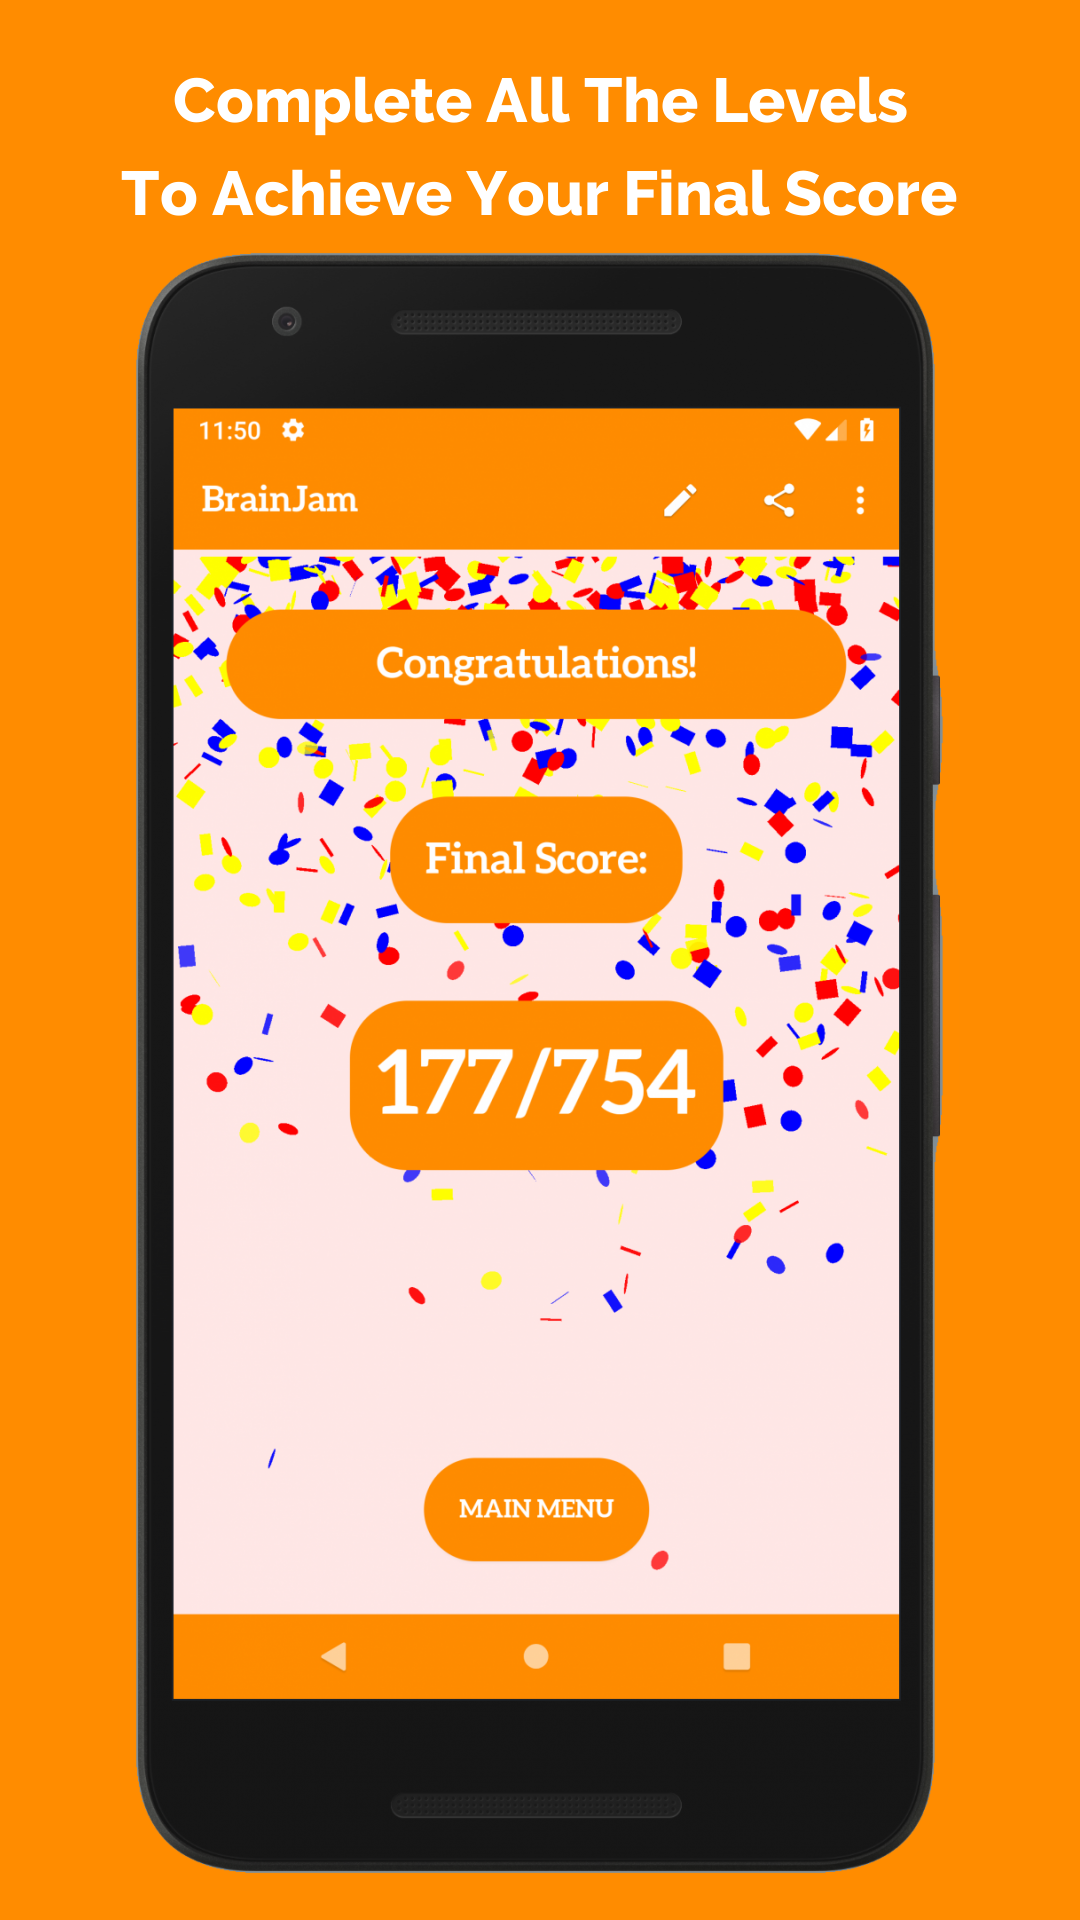 Complete All The Levels
To Achieve Your Final Score
11:50
BrainJam
Congratulations!
Final Score:
177/754
MAIN MENU